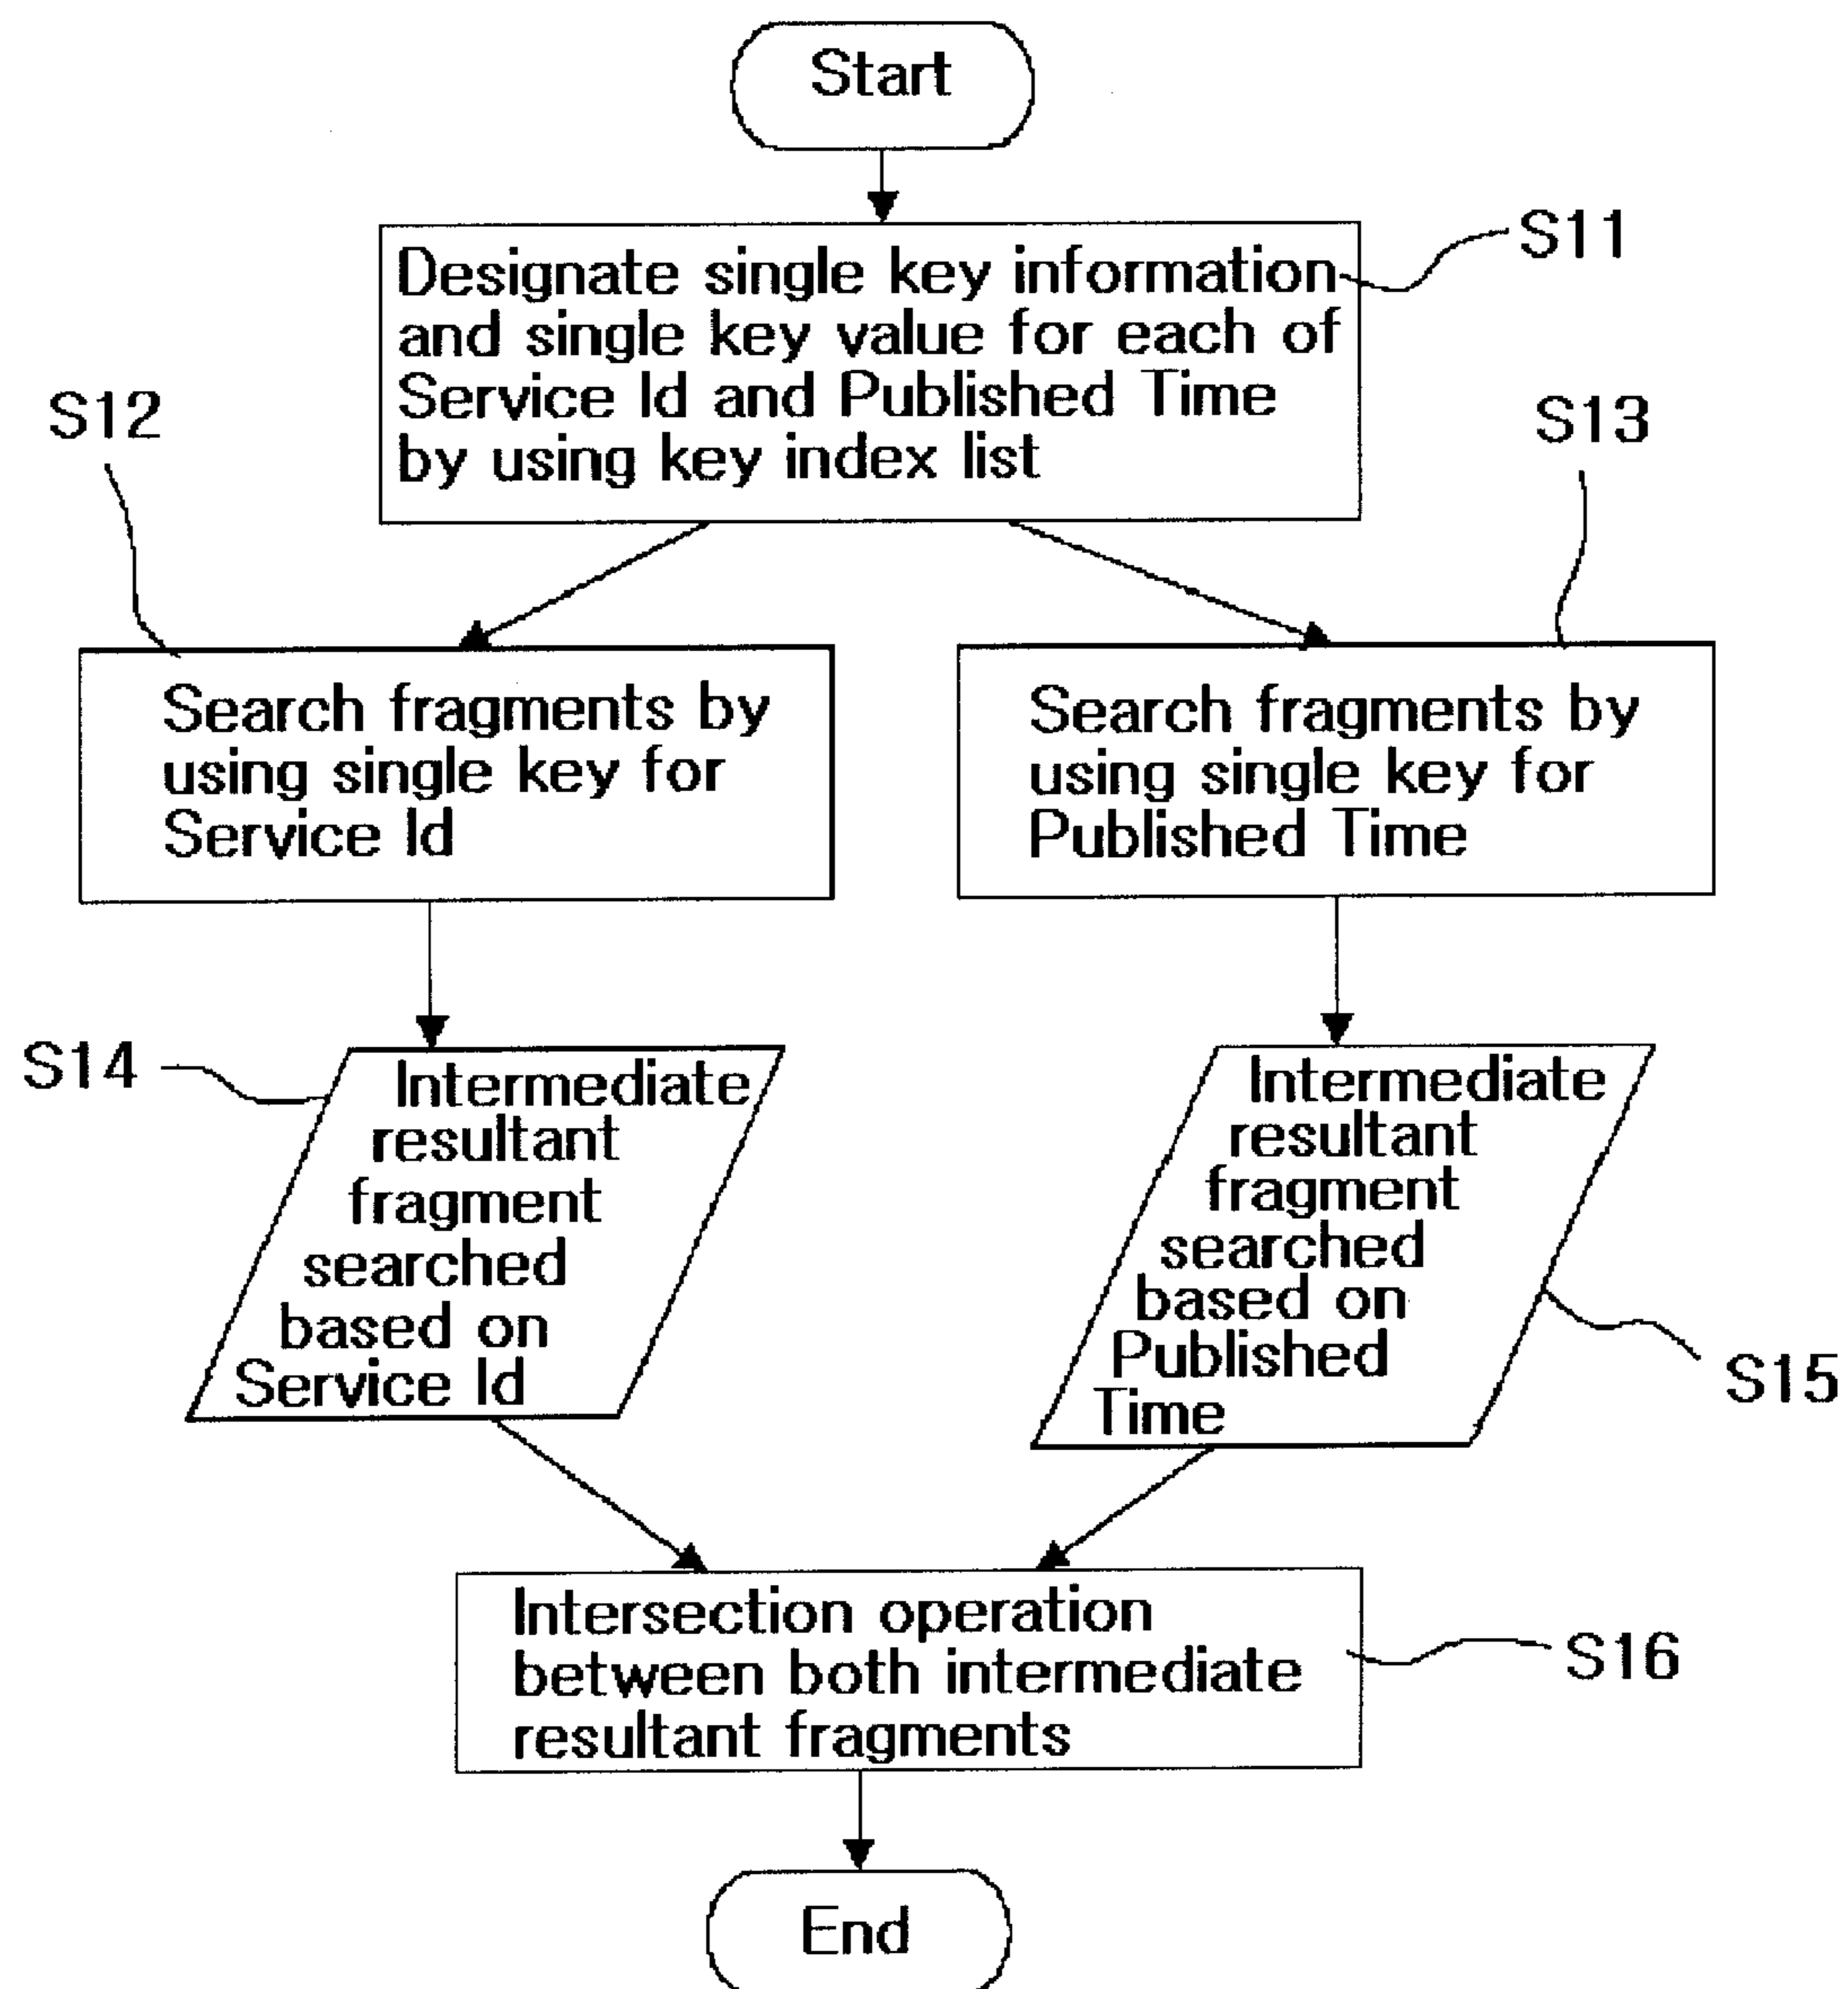 Start
S11
Designate single key information
and single key value for each of
Service Id and Published Time
by using key index list
S12
S13
Search fragments by
using single key for
Service Id
Search fragments by
using single key for
Published Time
S14
Intermediate
resultant
fragment
searched
based on
Service Id
Intermediate
resultant
fragment
searched
based on
Published
Time
S15
Intersection operation
between both intermediate
resultant fragments
S16
End